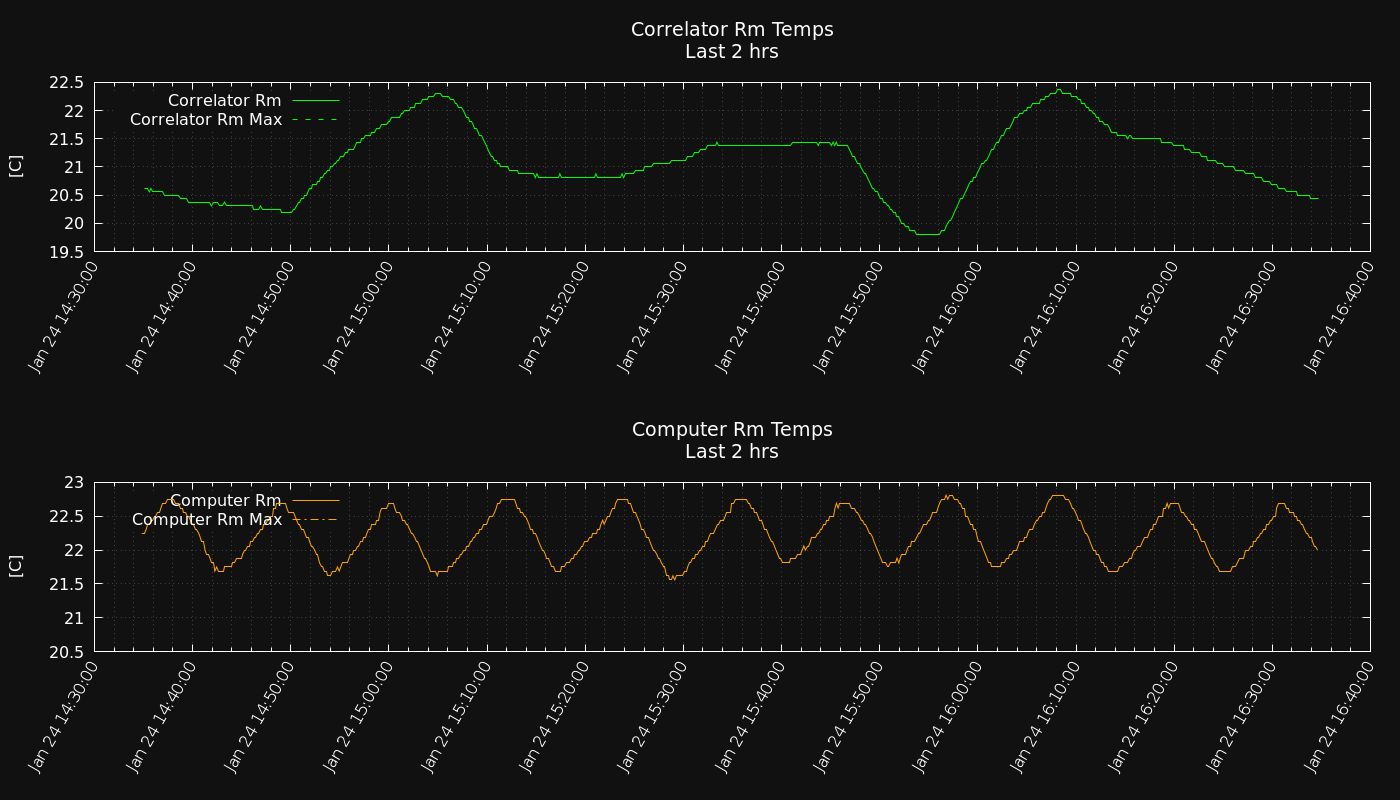 Correlator Rm Temps
Last 2 hrs
22.5
22
21.5
21
20.5
20
19.5
[C]
Correlator Rm
Correlator Rm Max
Jan 24 14:30:00
Jan 24 14:40:00
Jan 24 14:50:00
Jan 24 15:00:00
Jan 24 15:10:00
Jan 24 15:20:00
Jan 24 15:30:00
Jan 24 15:40:00
Jan 24 15:50:00
Jan 24 16:00:00
Jan 24 16:10:00
Jan 24 16:20:00
Jan 24 16:30:00
Jan 24 16:40:00
Computer Rm Temps
Last 2 hrs
23
22.5
22
21.5
21
20.5
[C]
Computer Rm
Computer Rm Max
Jan 24 14:30:00
Jan 24 14:40:00
Jan 24 14:50:00
Jan 24 15:00:00
Jan 24 15:10:00
Jan 24 15:20:00
Jan 24 15:30:00
Jan 24 15:40:00
Jan 24 15:50:00
Jan 24 16:00:00
Jan 24 16:10:00
Jan 24 16:20:00
Jan 24 16:30:00
Jan 24 16:40:00